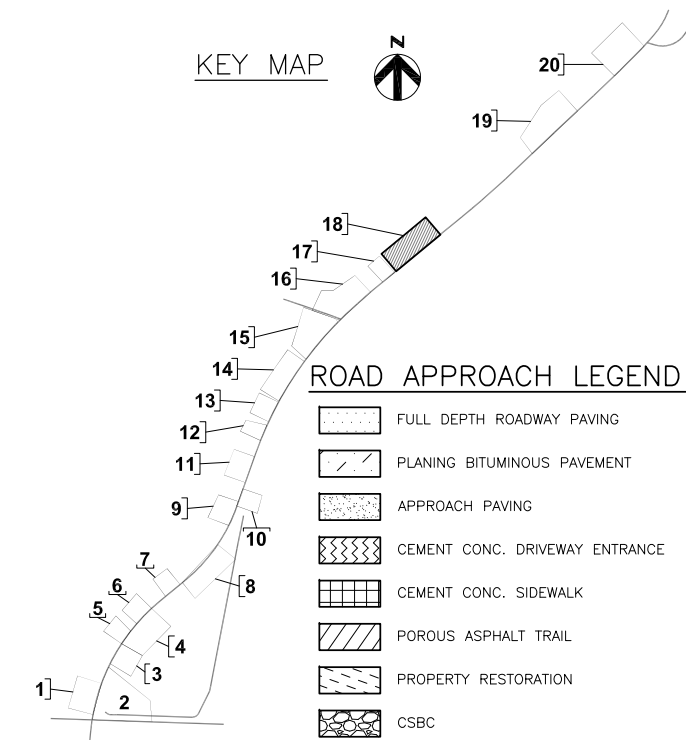 N
KEY MAP
20
19
18
17
16
15
14
13
12
11
9
10
7
8
6
5
4
3
1
2
ROAD APPROACH LEGEND
FULL DEPTH ROADWAY PAVING
PLANING BITUMINOUS PAVEMENT
APPROACH PAVING
CEMENT CONC. DRIVEWAY ENTRANCE
CEMENT CONC. SIDEWALK
POROUS ASPHALT TRAIL
PROPERTY RESTORATION
CSBC